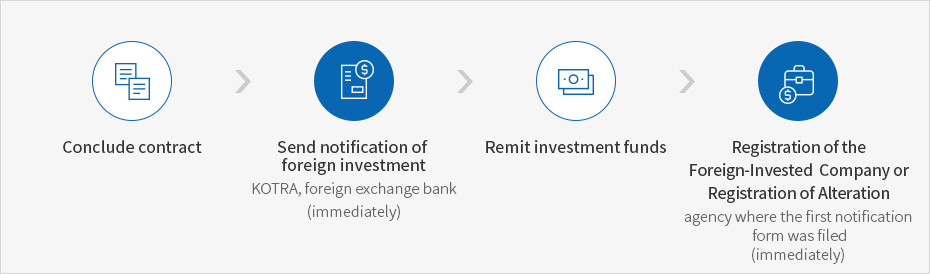 Conclude contract
Send notification of
foreign investment
KOTRA, foreign exchange bank
(immediately)
Remit investment funds
Registration of the
Foreign-Invested Company or
Registration of Alteration
agency where the first notification
form was filed
(immediately)